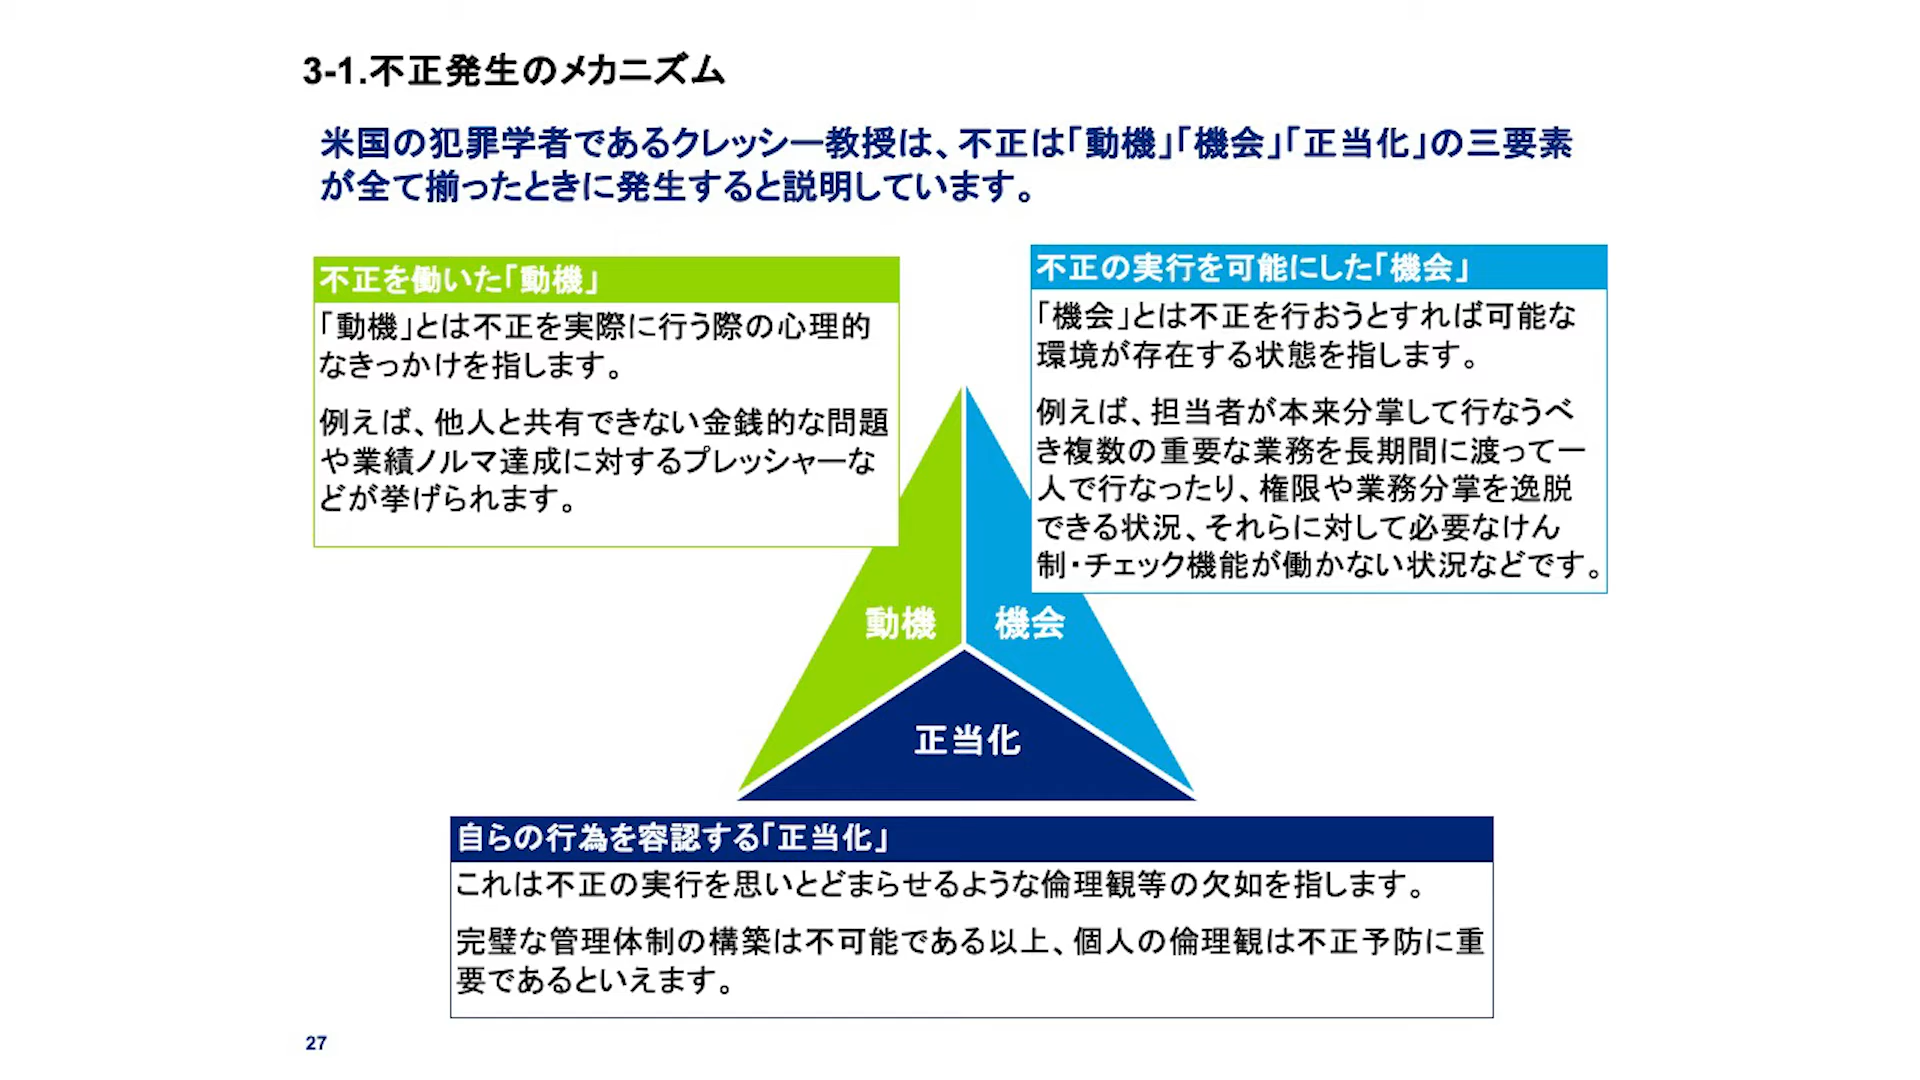 3-1.不正発生のメカニズム
米国の犯罪学者であるクレッシー教授は、不正は「動機」「機会」「正当化」の三要素
が全て揃ったときに発生すると説明しています。
不正を働いた「動機」
「動機」とは不正を実際に行う際の心理的
なきっかけを指します。
例えば、他人と共有できない金銭的な問題
や業績ノルマ達成に対するプレッシャーな
どが挙げられます。
不正の実行を可能にした「機会」
「機会」とは不正を行おうとすれば可能な
環境が存在する状態を指します。
例えば、担当者が本来分掌して行なうべ
き複数の重要な業務を長期間に渡って一
人で行なったり、権限や業務分掌を逸脱
できる状況、それらに対して必要なけん
制・チェック機能が働かない状況などです。
動機
機会
正当化
自らの行為を容認する「正当化」
これは不正の実行を思いとどまらせるような倫理観等の欠如を指します。
完璧な管理体制の構築は不可能である以上、個人の倫理観は不正予防に重
要であるといえます。
27